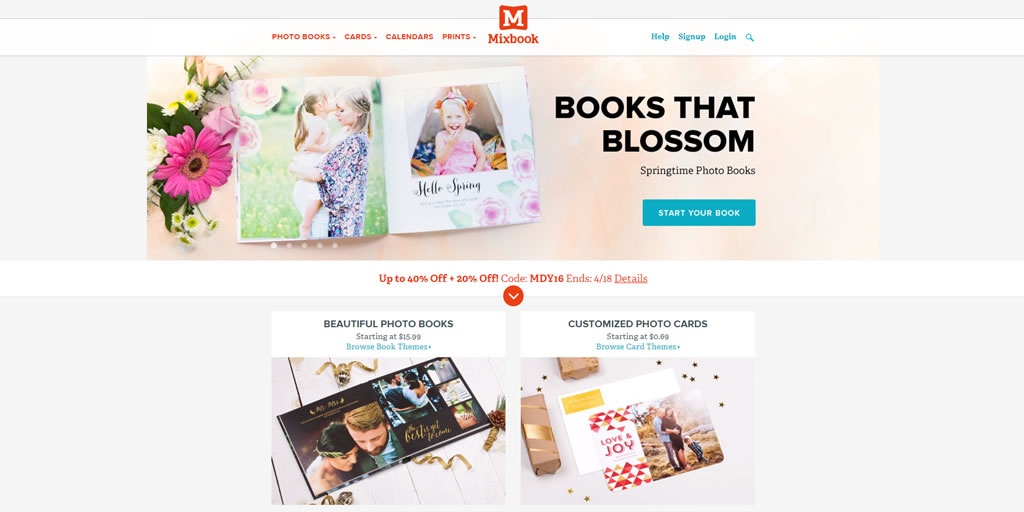 PHOTO BOOKS
CARDS
CALENDARS
PRINTS
M
Mixbook
Help
Signup
Login
Hello Spring
BOOKS THAT
BLOSSOM
Springtime Photo Books
START YOUR BOOK
Up to 40% Off + 20% Off! Code: MDY16 Ends: 4/18 Details
BEAUTIFUL PHOTO BOOKS
Starting at $15.99
Browse Book Themes
CUSTOMIZED PHOTO CARDS
Starting at $0.69
Browse Card Themes
the
best is yet
to come
LOVE &
JOY